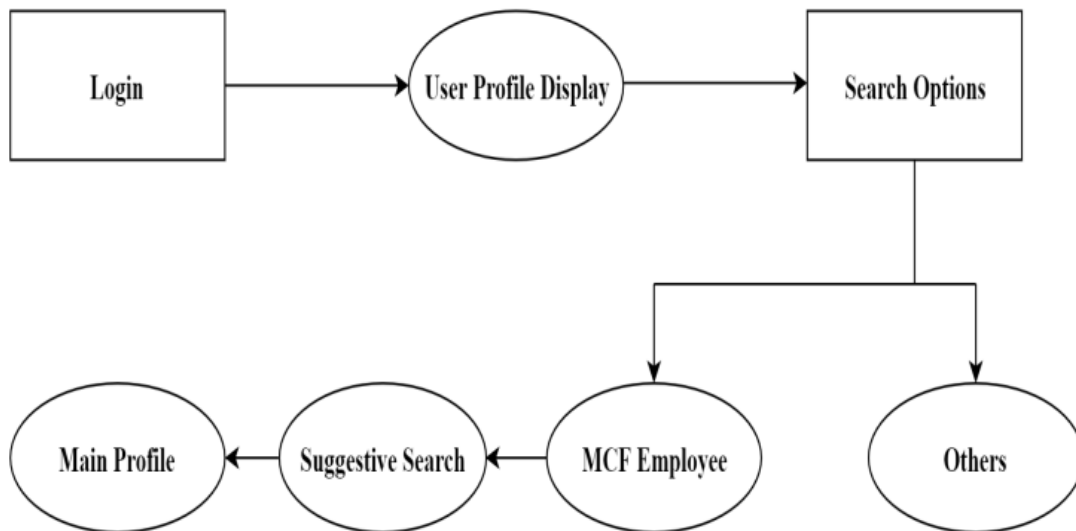 Login
User Profile Display
Search Options
Main Profile
Suggestive Search
MCF Employee
Others